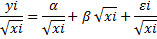 yi/√xi = α/√xi + β √xi + εi/√xi